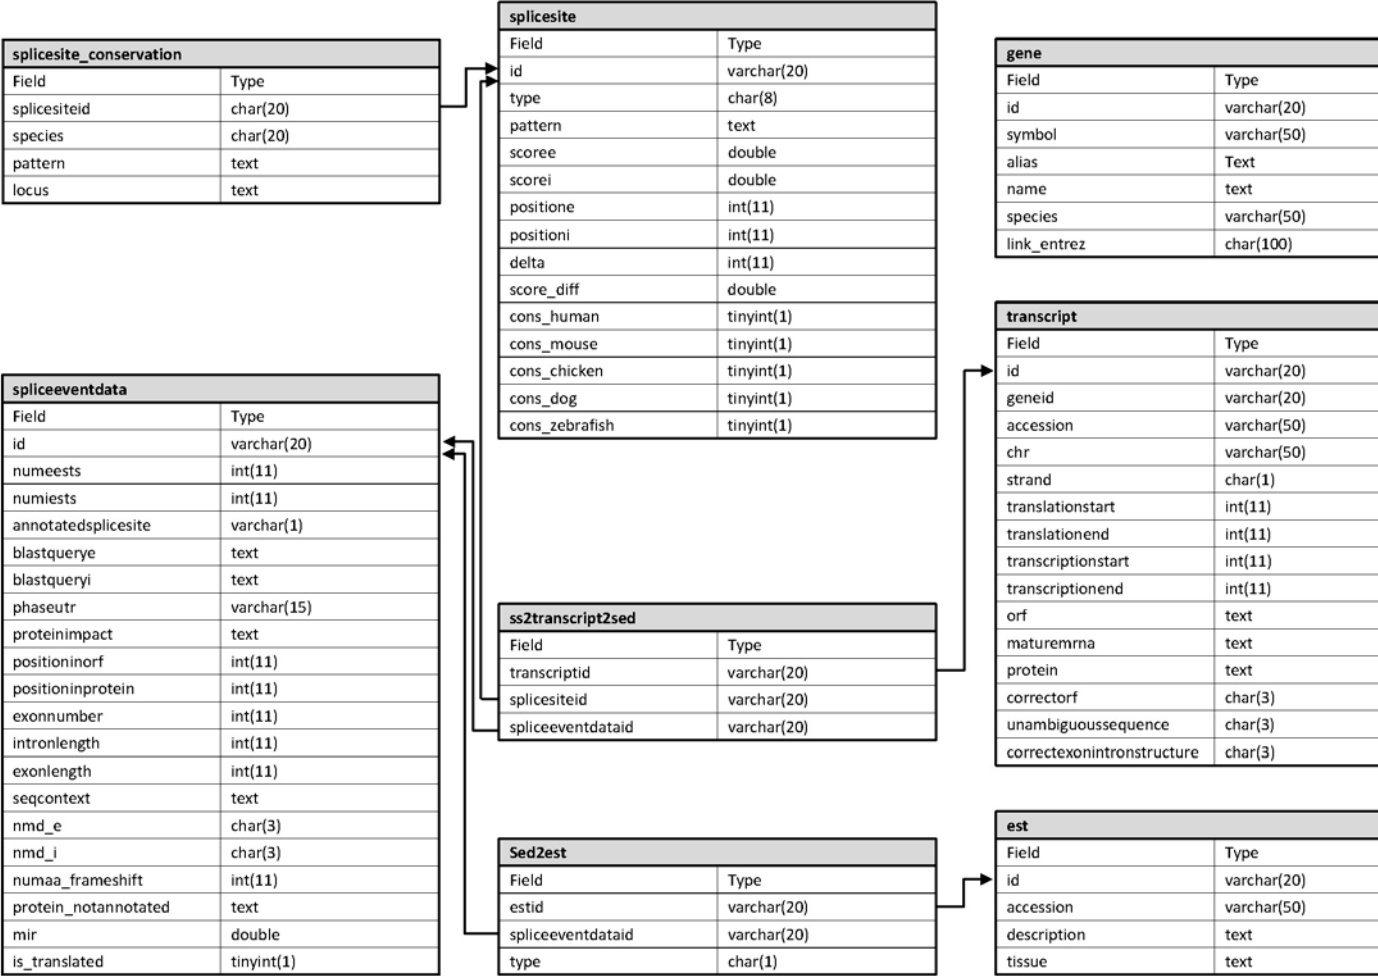 splicesite_conservation
Field Type
splicesiteid char(20)
species char(20)
pattern text
locus text
spliceeventdata
Field Type
id varchar(20)
numeests int(11)
numiests int(11)
annotatedsplicesite varchar(1)
blastquerye text
blastqueryi text
phaseutr varchar(15)
proteinimpact text
positioninorf int(11)
positioninprotein int(11)
exonnumber int(11)
intronlength int(11)
exonlength int(11)
seqcontext text
nmd_e char(3)
nmd_i char(3)
numaa_frameshift int(11)
protein_notannotated text
mir double
is_translated tinyint(1)
splicesite
Field Type
id varchar(20)
type char(8)
pattern text
scoree double
scorei double
positione int(11)
positioni int(11)
delta int(11)
score_diff double
cons_human tinyint(1)
cons_mouse tinyint(1)
cons_chicken tinyint(1)
cons_dog tinyint(1)
cons_zebrafish tinyint(1)
ss2transcript2sed
Field Type
transcriptid varchar(20)
splicesiteid varchar(20)
spliceeventdataid varchar(20)
Sed2est
Field Type
estid varchar(20)
spliceeventdataid varchar(20)
type char(1)
gene
Field Type
id varchar(20)
symbol varchar(50)
alias Text
name text
species varchar(50)
link_entrez char(100)
transcript
Field Type
id varchar(20)
geneid varchar(20)
accession varchar(50)
chr varchar(50)
strand char(1)
translationstart int(11)
translationend int(11)
transcriptionstart int(11)
transcriptionend int(11)
orf text
maturemrna text
protein text
correctorf char(3)
unambiguoussequence char(3)
correctexonintronstructure char(3)
est
Field Type
id varchar(20)
accession varchar(50)
description text
tissue text